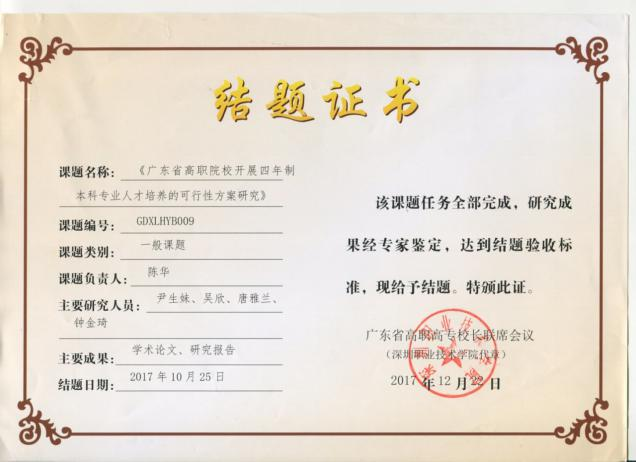 结题证书
课题名称：《广东省高职院校开展四年制
本科专业人才培养的可行性方案研究》
课题编号：GDXLHYB009
课题类别：一般课题
课题负责人：陈华
主要研究人员：尹生妹、吴欣、唐雅兰、
钟金琦
主要成果：学术论文、研究报告
结题日期：2017年10月25日
该课题任务全部完成，研究成
果经专家鉴定，达到结题验收标
准，现给予结题。特颁此证。
广东省高职高专校长联席会议
（深圳职业技术学院代章）
2017年12月22日
深圳职业技术学院